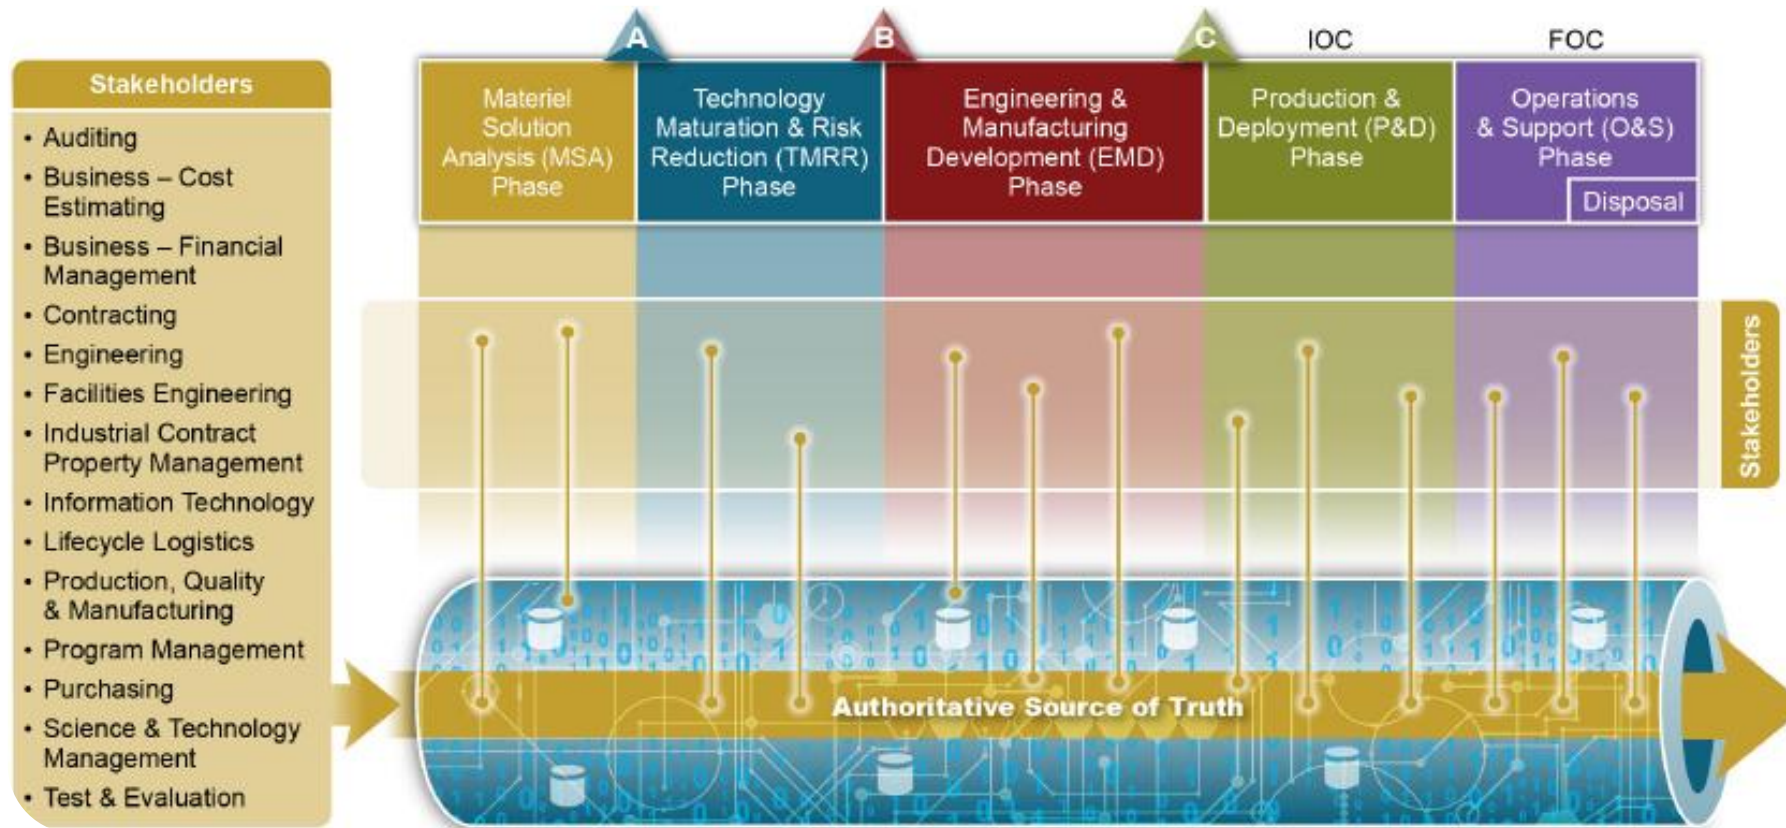 Stakeholders
• Auditing
• Business – Cost
Estimating
• Business – Financial
Management
• Contracting
• Engineering
• Facilities Engineering
• Industrial Contract
Property Management
• Information Technology
• Lifecycle Logistics
• Production, Quality
& Manufacturing
• Program Management
• Purchasing
• Science & Technology
Management
• Test & Evaluation
A
B
C
IOC
FOC
Materiel
Solution
Analysis (MSA)
Phase
Technology
Maturation & Risk
Reduction (TMRR)
Phase
Engineering &
Manufacturing
Development (EMD)
Phase
Production &
Deployment (P&D)
Phase
Operations
& Support (O&S)
Phase
Disposal
Stakeholders
Authoritative Source of Truth